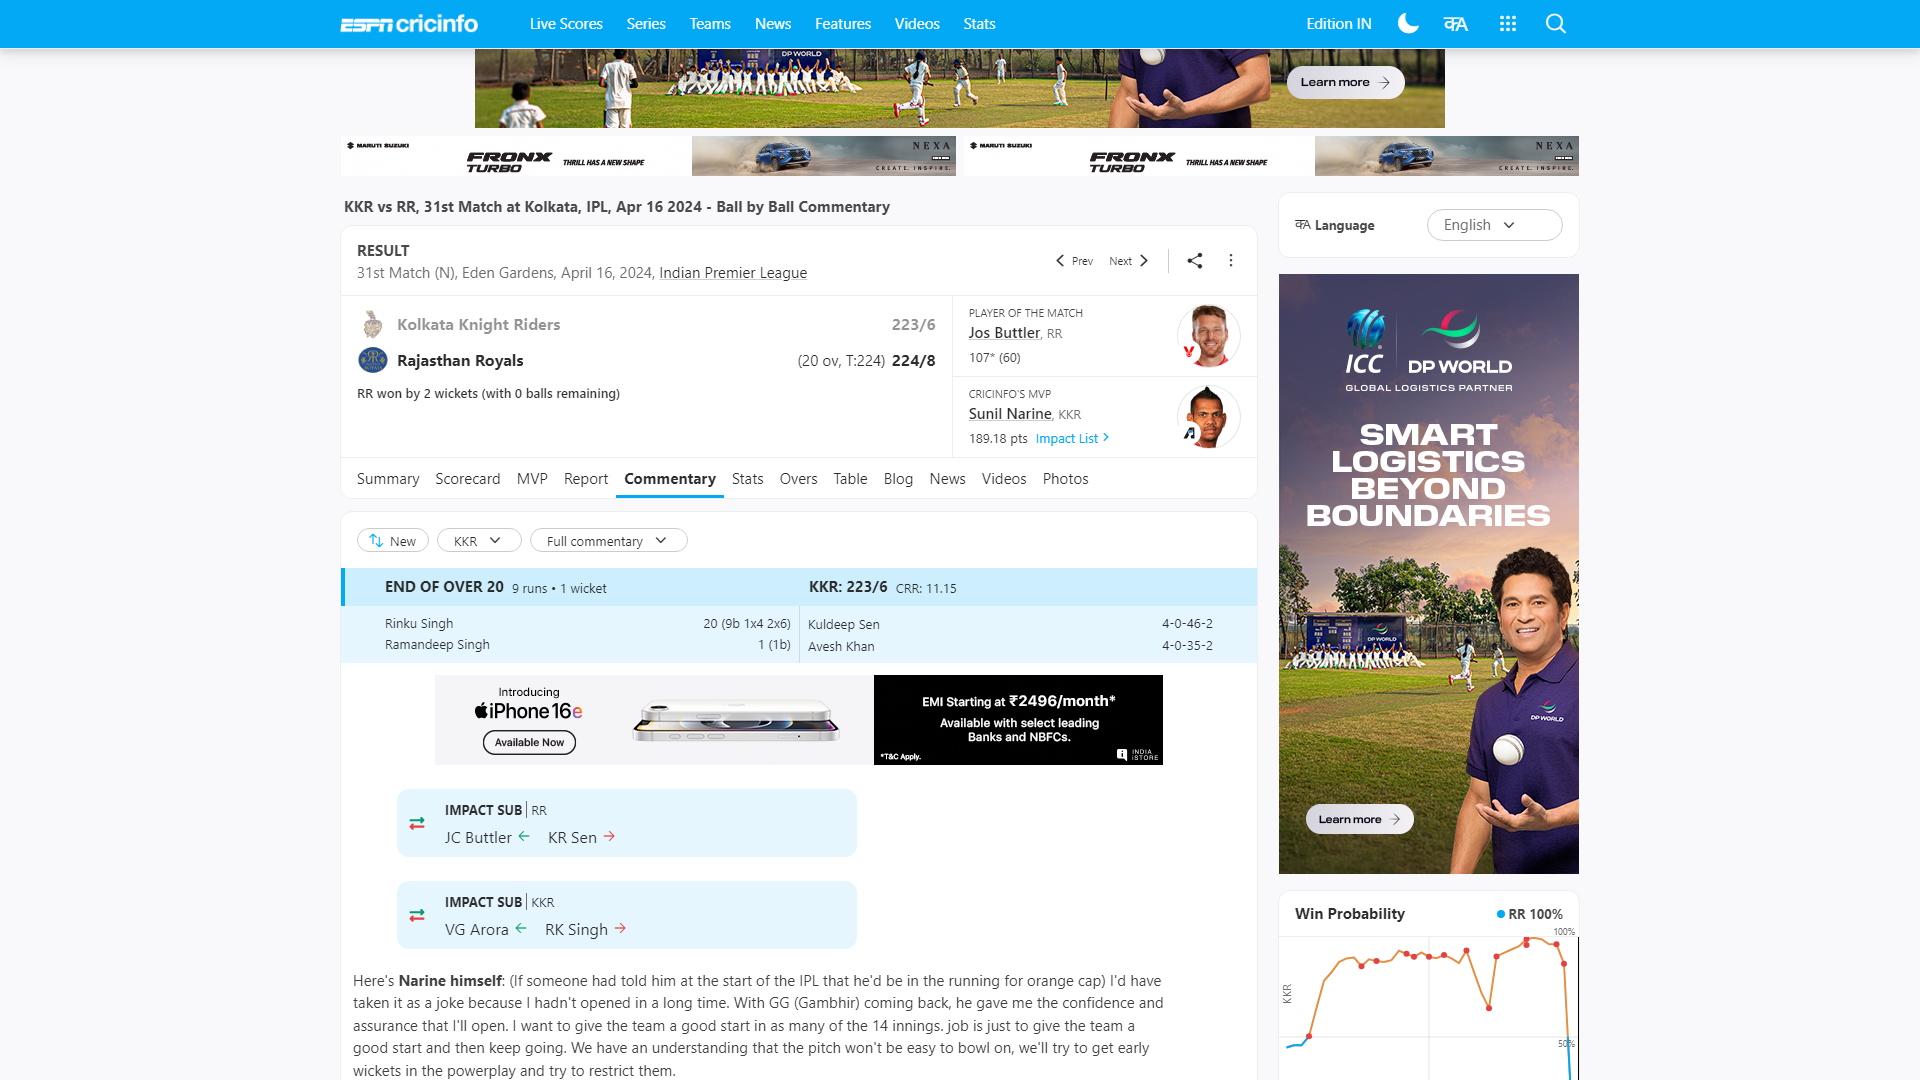 ESPN cricinfo
Live Scores Series Teams News Features Videos Stats
Edition IN
DP WORLD
Learn more
MARUTI SUZUKI FRONX TURBO THRILL HAS A NEW SHAPE NEXA CREATE. INSPIRE.
MARUTI SUZUKI FRONX TURBO THRILL HAS A NEW SHAPE NEXA CREATE. INSPIRE.
KKR vs RR, 31st Match at Kolkata, IPL, Apr 16 2024 - Ball by Ball Commentary
RESULT
31st Match (N), Eden Gardens, April 16, 2024, Indian Premier League
Prev Next
Kolkata Knight Riders 223/6
Rajasthan Royals (20 ov, T:224) 224/8
RR won by 2 wickets (with 0 balls remaining)
PLAYER OF THE MATCH
Jos Buttler, RR
107* (60)
CRICINFO'S MVP
Sunil Narine, KKR
189.18 pts Impact List
Summary Scorecard MVP Report Commentary Stats Overs Table Blog News Videos Photos
New KKR Full commentary
END OF OVER 20 9 runs • 1 wicket KKR: 223/6 CRR: 11.15
Rinku Singh 20 (9b 1x4 2x6) Kuldeep Sen 4-0-46-2
Ramandeep Singh 1 (1b) Avesh Khan 4-0-35-2
Introducing
iPhone 16e
Available Now
EMI Starting at ₹2496/month*
Available with select leading
Banks and NBFCs.
*T&C Apply.
INDIA iSTORE
IMPACT SUB RR
JC Buttler KR Sen
IMPACT SUB KKR
VG Arora RK Singh
Here's Narine himself: (If someone had told him at the start of the IPL that he'd be in the running for orange cap) I'd have
taken it as a joke because I hadn't opened in a long time. With GG (Gambhir) coming back, he gave me the confidence and
assurance that I'll open. I want to give the team a good start in as many of the 14 innings. job is just to give the team a
good start and then keep going. We have an understanding that the pitch won't be easy to bowl on, we'll try to get early
wickets in the powerplay and try to restrict them.
कA Language English
ICC DP WORLD
GLOBAL LOGISTICS PARTNER
SMART
LOGISTICS
BEYOND
BOUNDARIES
DP WORLD
DP WORLD
Learn more
Win Probability RR 100%
100%
KKR
50%